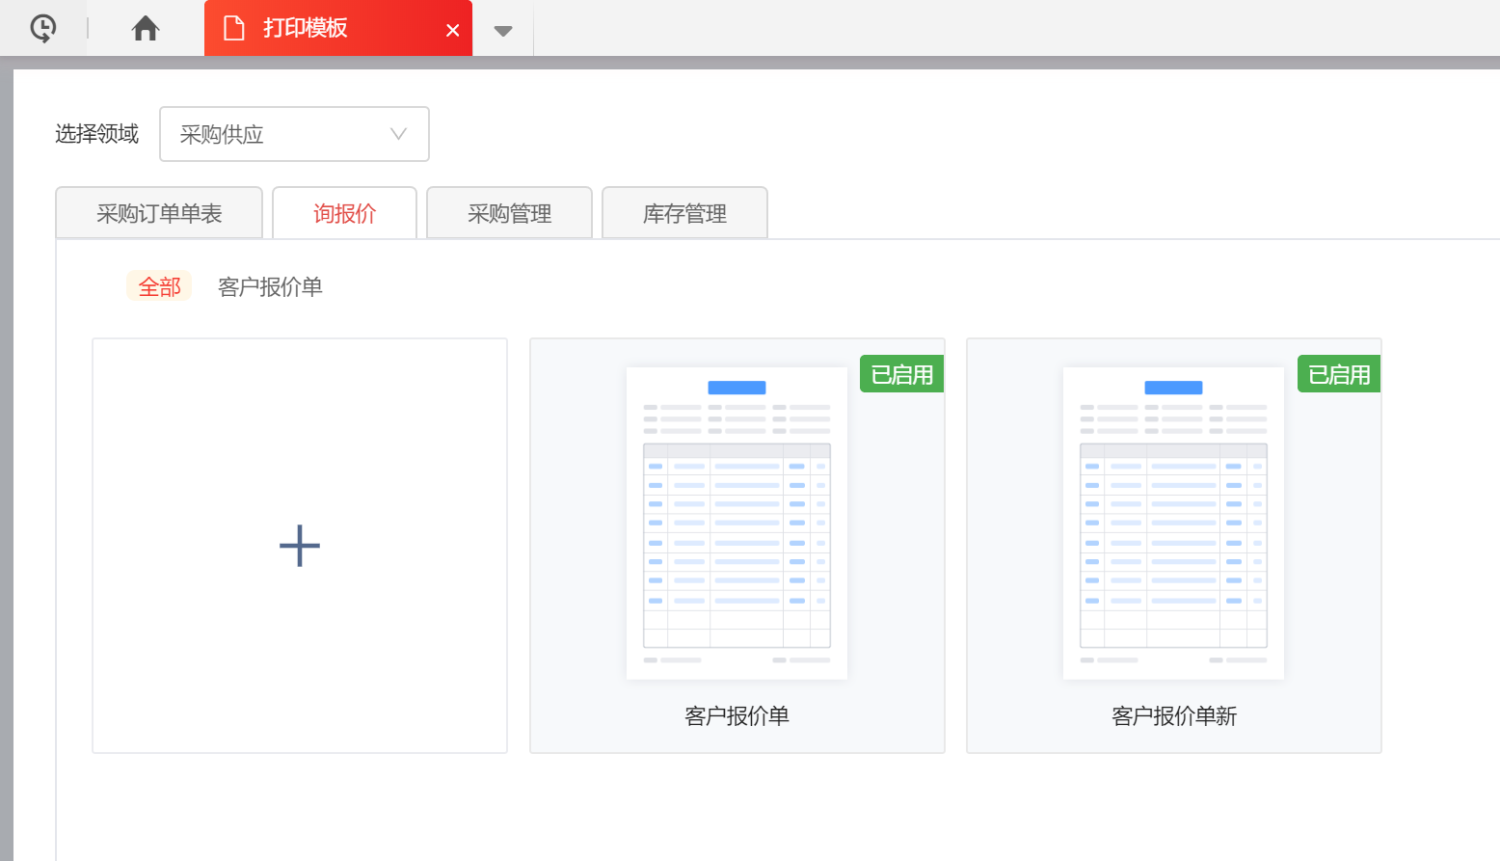 打印模板
选择领域 采购供应
采购订单单表 询报价 采购管理 库存管理
全部 客户报价单
已启用 已启用
客户报价单 客户报价单新